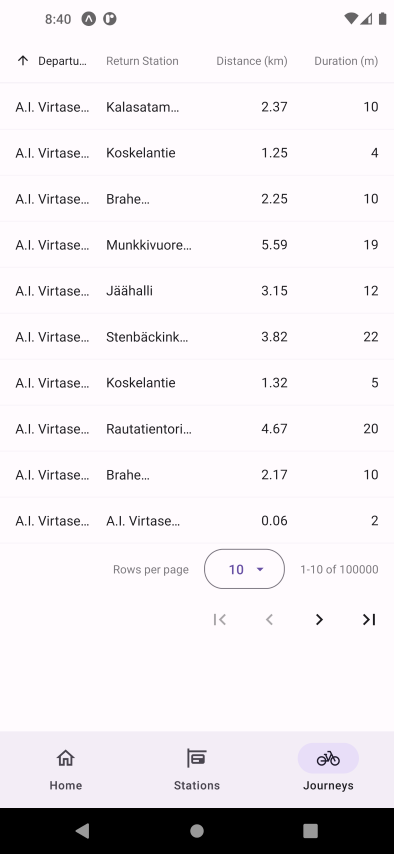 8:40
Departu... Return Station Distance (km) Duration (m)
A.I. Virtase... Kalasatam... 2.37 10
A.I. Virtase... Koskelantie 1.25 4
A.I. Virtase... Brahe... 2.25 10
A.I. Virtase... Munkkivuore... 5.59 19
A.I. Virtase... Jäähalli 3.15 12
A.I. Virtase... Stenbäckink... 3.82 22
A.I. Virtase... Koskelantie 1.32 5
A.I. Virtase... Rautatientori... 4.67 20
A.I. Virtase... Brahe... 2.17 10
A.I. Virtase... A.I. Virtase... 0.06 2
Rows per page 10 1-10 of 100000
Home Stations Journeys